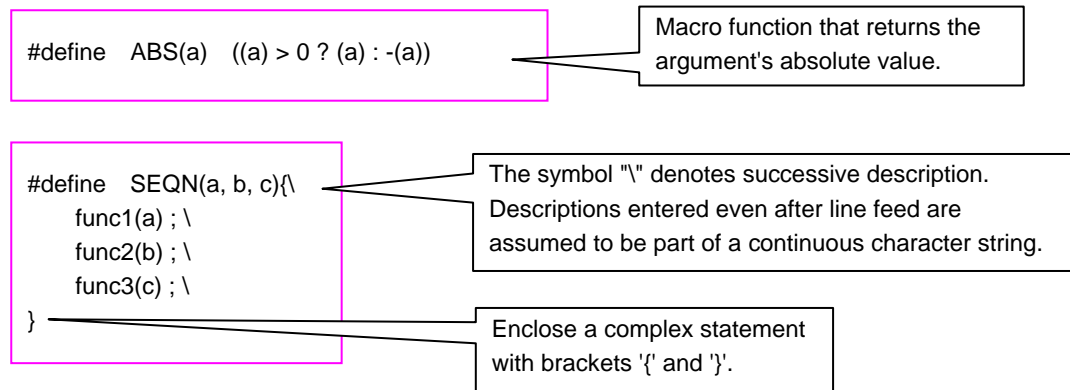 #define ABS(a) ((a) > 0 ? (a) : -(a))
Macro function that returns the
argument's absolute value.
#define SEQN(a, b, c){\
func1(a) ; \
func2(b) ; \
func3(c) ; \
}
The symbol "\" denotes successive description.
Descriptions entered even after line feed are
assumed to be part of a continuous character string.
Enclose a complex statement
with brackets '{' and '}'.